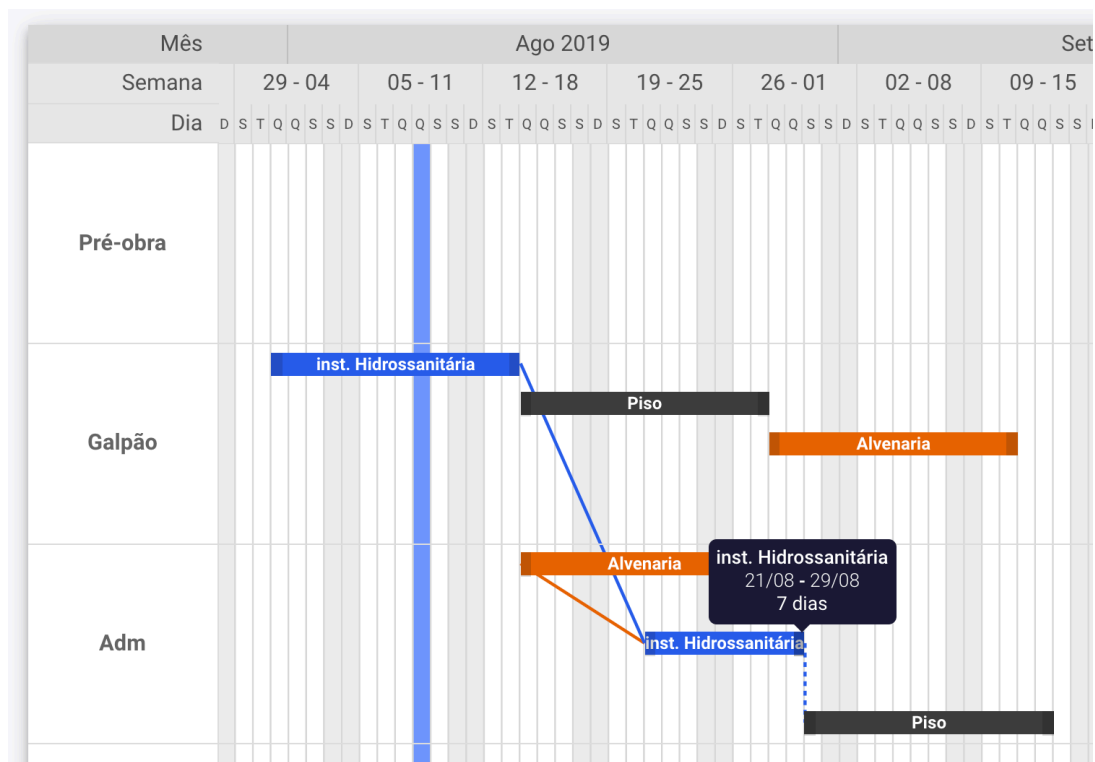 Mês Ago 2019 Set
Semana 29 - 04 05 - 11 12 - 18 19 - 25 26 - 01 02 - 08 09 - 15
Dia D S T Q Q S S D S T Q Q S S D S T Q Q S S D S T Q Q S S D S T Q Q S S D S T Q Q S S D S T Q Q S S
Pré-obra
inst. Hidrossanitária
Piso
Galpão
Alvenaria
Alvenaria
inst. Hidrossanitária
21/08 - 29/08
7 dias
Adm
inst. Hidrossanitária
Piso